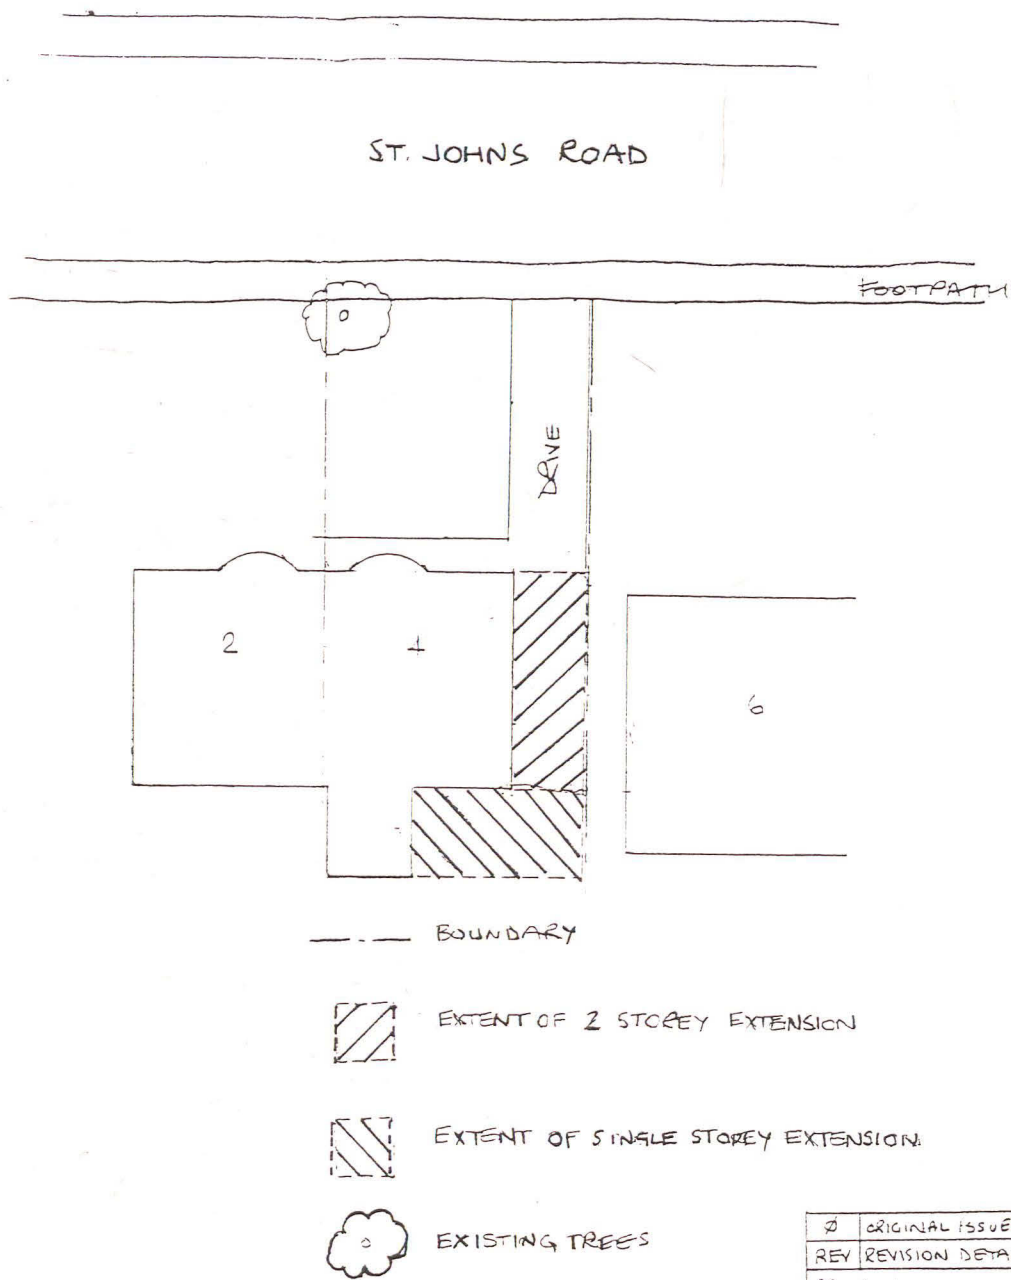 ST. JOHNS ROAD
FOOTPATH
DRIVE
2
4
6
BOUNDARY
EXTENT OF 2 STOREY EXTENSION
EXTENT OF SINGLE STOREY EXTENSION
EXISTING TREES
Ø ORIGINAL ISSUE
REV REVISION DETA